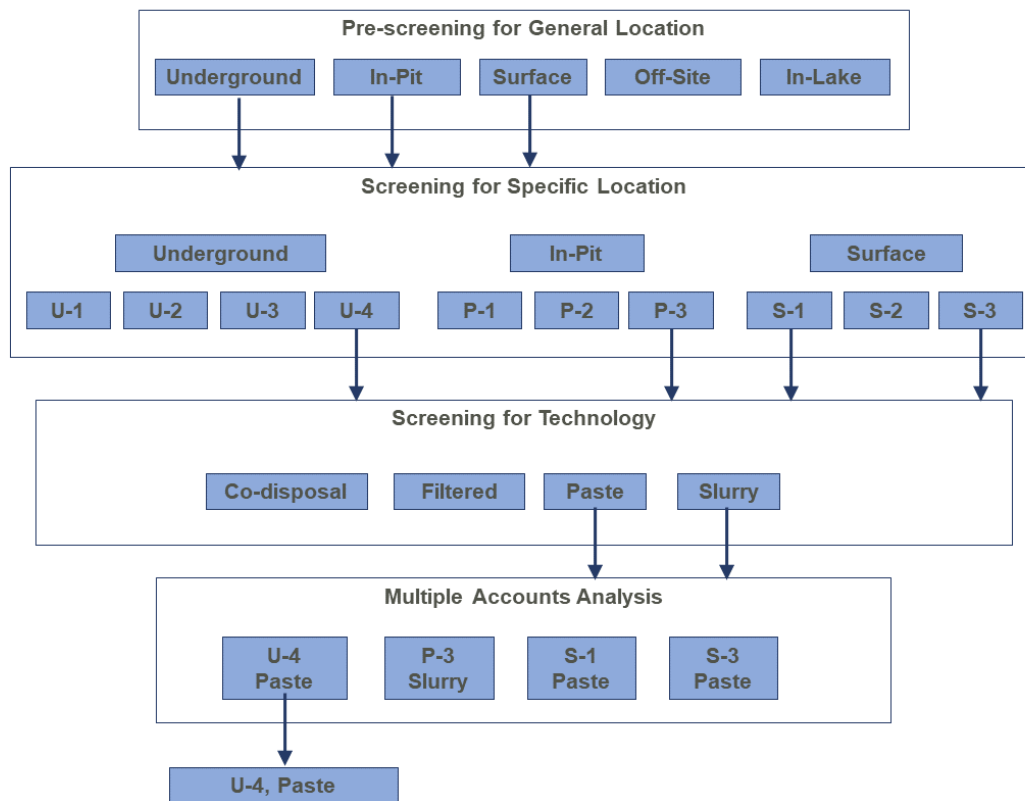 Pre-screening for General Location
Underground
In-Pit
Surface
Off-Site
In-Lake
Screening for Specific Location
Underground
In-Pit
Surface
U-1
U-2
U-3
U-4
P-1
P-2
P-3
S-1
S-2
S-3
Screening for Technology
Co-disposal
Filtered
Paste
Slurry
Multiple Accounts Analysis
U-4
Paste
P-3
Slurry
S-1
Paste
S-3
Paste
U-4, Paste